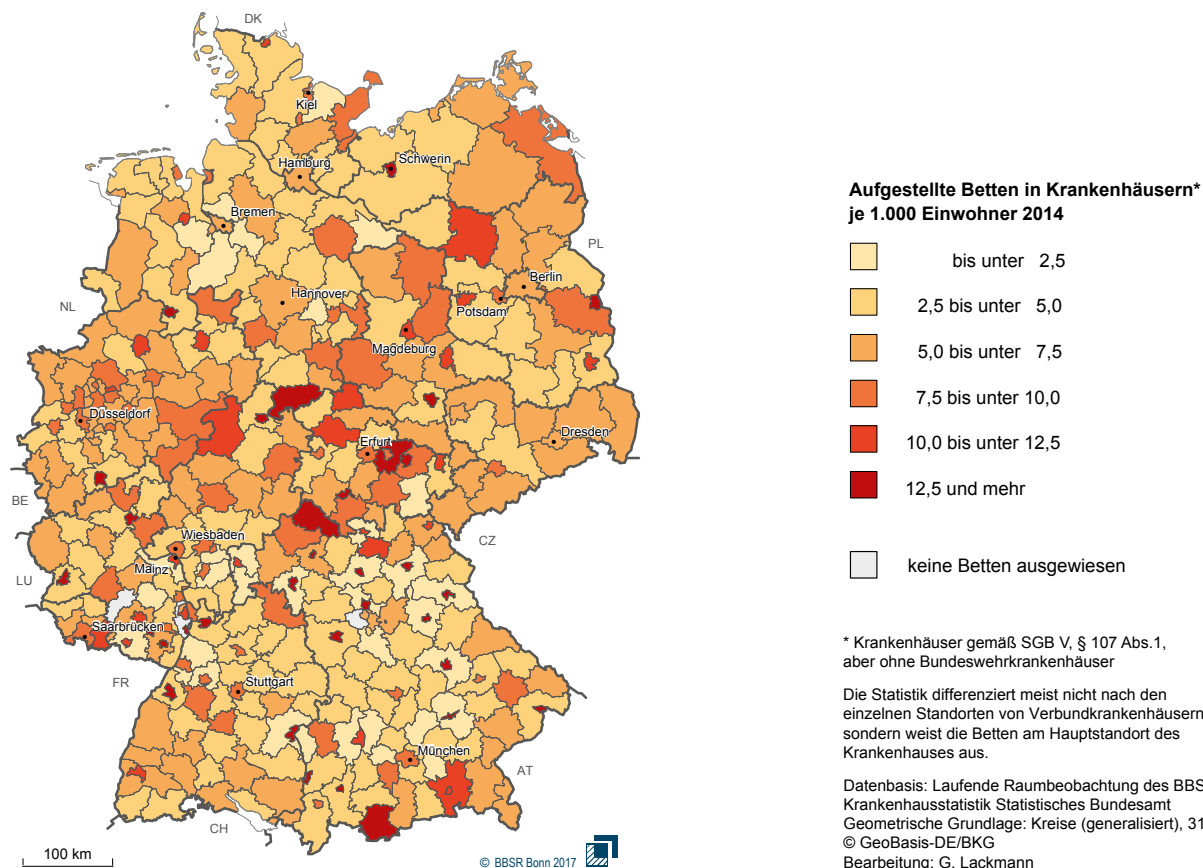 DK
Kiel
Hamburg
Schwerin
Bremen
PL
Berlin
Hannover
NL
Potsdam
Magdeburg
Düsseldorf
Erfurt
Dresden
BE
Wiesbaden
CZ
Mainz
LU
Saarbrücken
FR
Stuttgart
München
AT
CH
100 km
© BBSR Bonn 2017
Aufgestellte Betten in Krankenhäusern*
je 1.000 Einwohner 2014
bis unter 2,5
2,5 bis unter 5,0
5,0 bis unter 7,5
7,5 bis unter 10,0
10,0 bis unter 12,5
12,5 und mehr
keine Betten ausgewiesen
* Krankenhäuser gemäß SGB V, § 107 Abs.1,
aber ohne Bundeswehrkrankenhäuser
Die Statistik differenziert meist nicht nach den
einzelnen Standorten von Verbundkrankenhäusern
sondern weist die Betten am Hauptstandort des
Krankenhauses aus.
Datenbasis: Laufende Raumbeobachtung des BBS
Krankenhausstatistik Statistisches Bundesamt
Geometrische Grundlage: Kreise (generalisiert), 31
© GeoBasis-DE/BKG
Bearbeitung: G. Lackmann